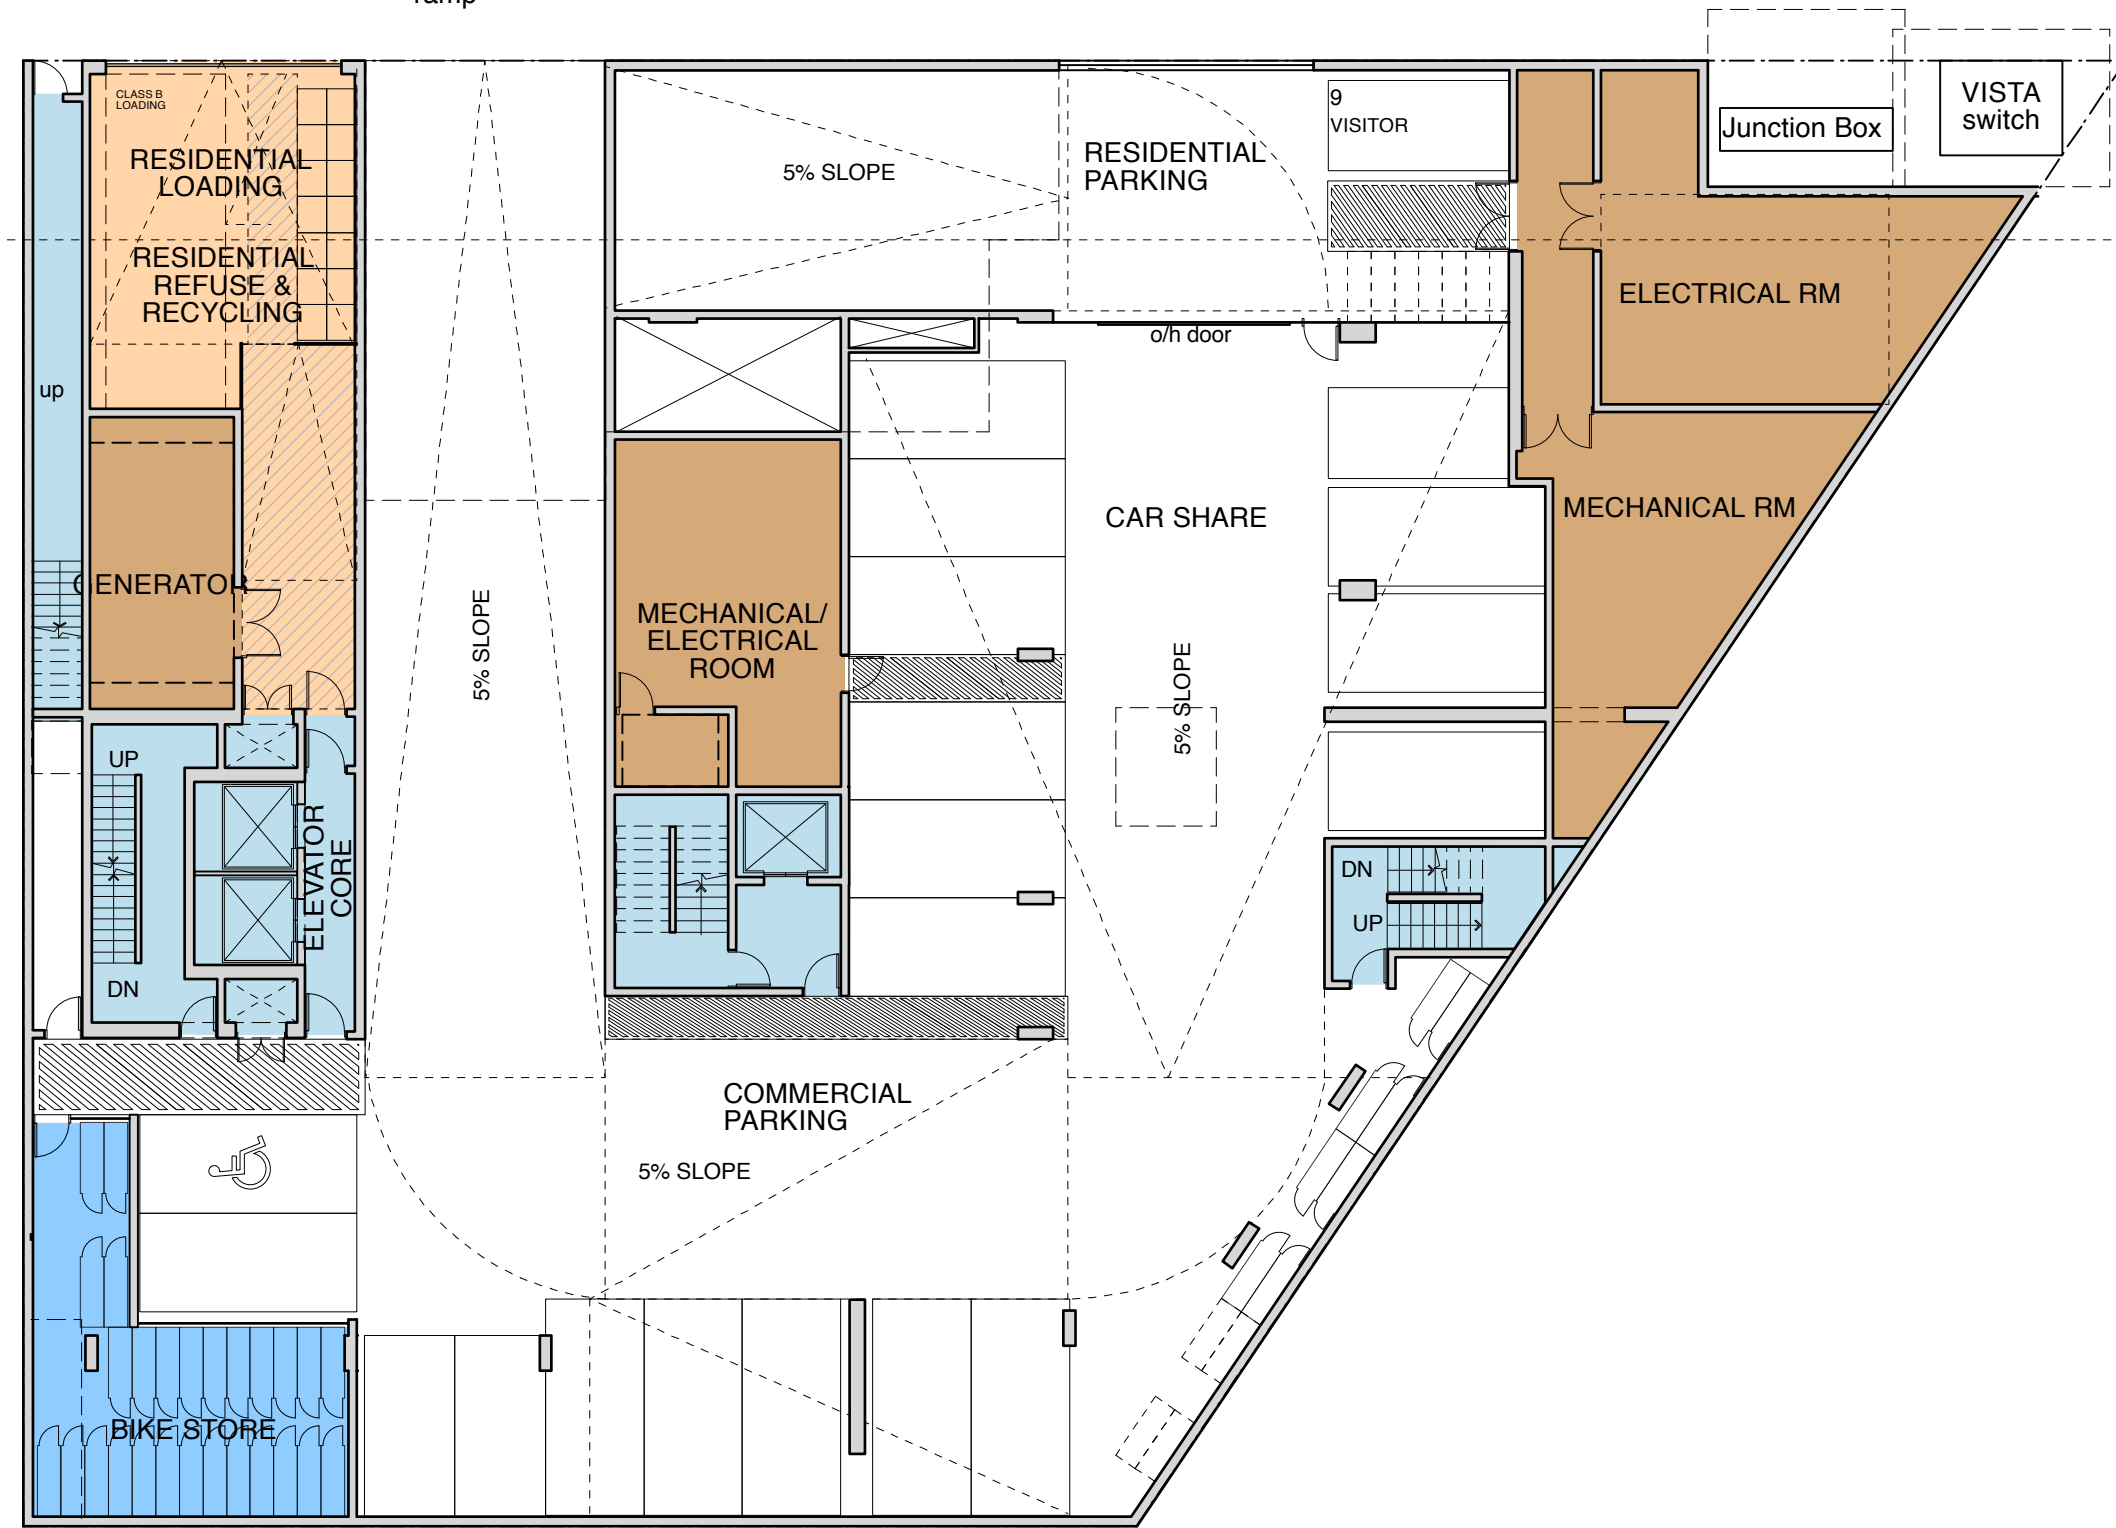 ramp
CLASS B
LOADING
RESIDENTIAL
LOADING
RESIDENTIAL
REFUSE &
RECYCLING
up
GENERATOR
UP
DN
ELEVATOR
CORE
5% SLOPE
5% SLOPE
RESIDENTIAL
PARKING
9
VISITOR
Junction Box
VISTA
switch
ELECTRICAL RM
o/h door
CAR SHARE
MECHANICAL RM
MECHANICAL/
ELECTRICAL
ROOM
5% SLOPE
DN
UP
COMMERCIAL
PARKING
5% SLOPE
BIKE STORE